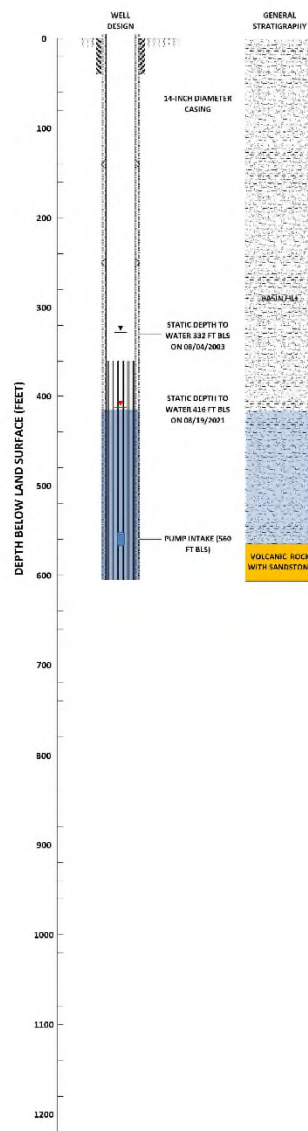 WELL
DESIGN
GENERAL
STRATIGRAPHY
DEPTH BELOW LAND SURFACE (FEET)
0
100
200
300
400
500
600
700
800
900
1000
1100
1200
14-INCH DIAMETER
CASING
BASIN FILL
STATIC DEPTH TO
WATER 332 FT BLS
ON 08/04/2003
STATIC DEPTH TO
WATER 416 FT BLS
ON 08/19/2021
PUMP INTAKE (560
FT BLS)
VOLCANIC ROCK
WITH SANDSTON